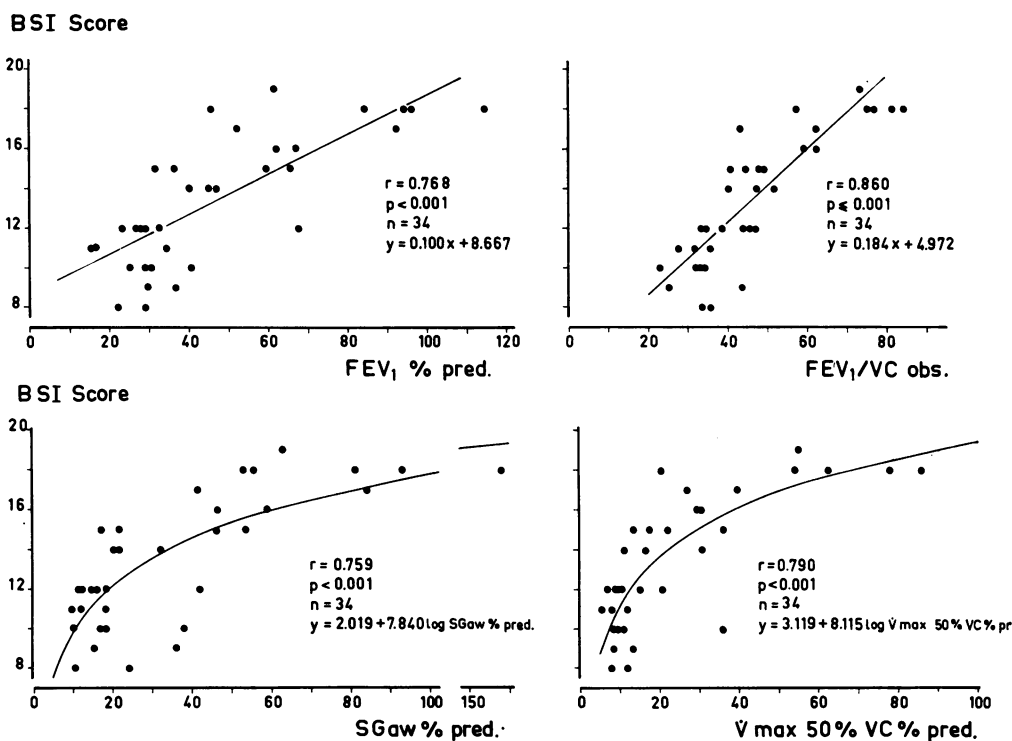 BSI Score
20
16
12
8
0 20 40 60 80 100 120
FEV₁ % pred.
r = 0.768
p < 0.001
n = 34
y = 0.100x + 8.667
0 20 40 60 80
FEV₁/VC obs.
r = 0.860
p ⩽ 0.001
n = 34
y = 0.184x + 4.972
BSI Score
20
16
12
8
0 20 40 60 80 100 150
SGaw % pred.
r = 0.759
p < 0.001
n = 34
y = 2.019 + 7.840 log SGaw % pred.
0 20 40 60 80 100
V̇ max 50% VC % pred.
r = 0.790
p < 0.001
n = 34
y = 3.119 + 8.115 log V̇ max 50% VC % pr